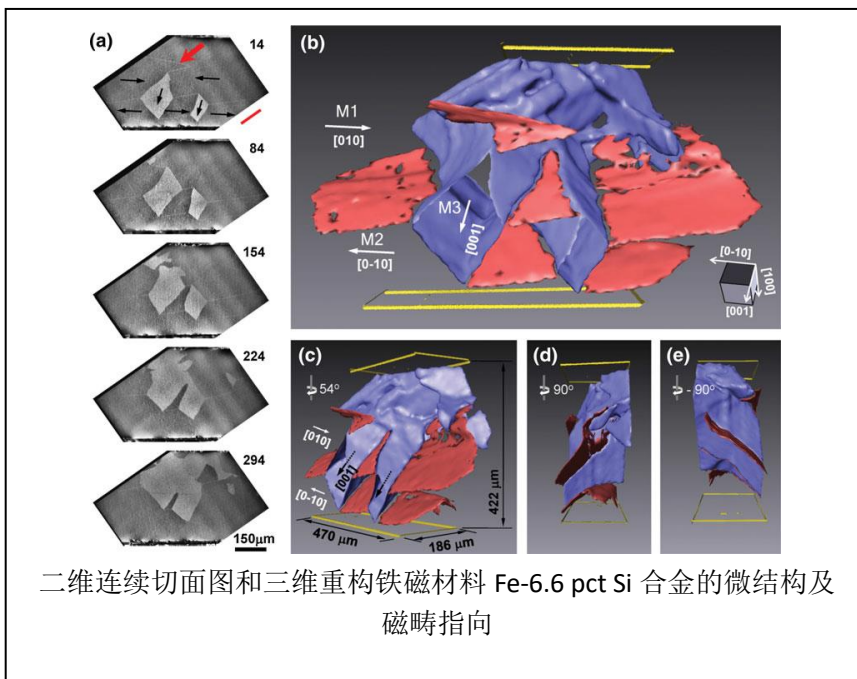 (a)
14
84
154
224
294
150μm
(b)
M1
[010]
M3
[001]
M2
[0-10]
[0-10]
[100]
[001]
(c)
54°
[010]
[001]
[0-10]
470 μm
186 μm
422 μm
(d)
90°
(e)
- 90°
二维连续切面图和三维重构铁磁材料 Fe-6.6 pct Si 合金的微结构及
磁畴指向